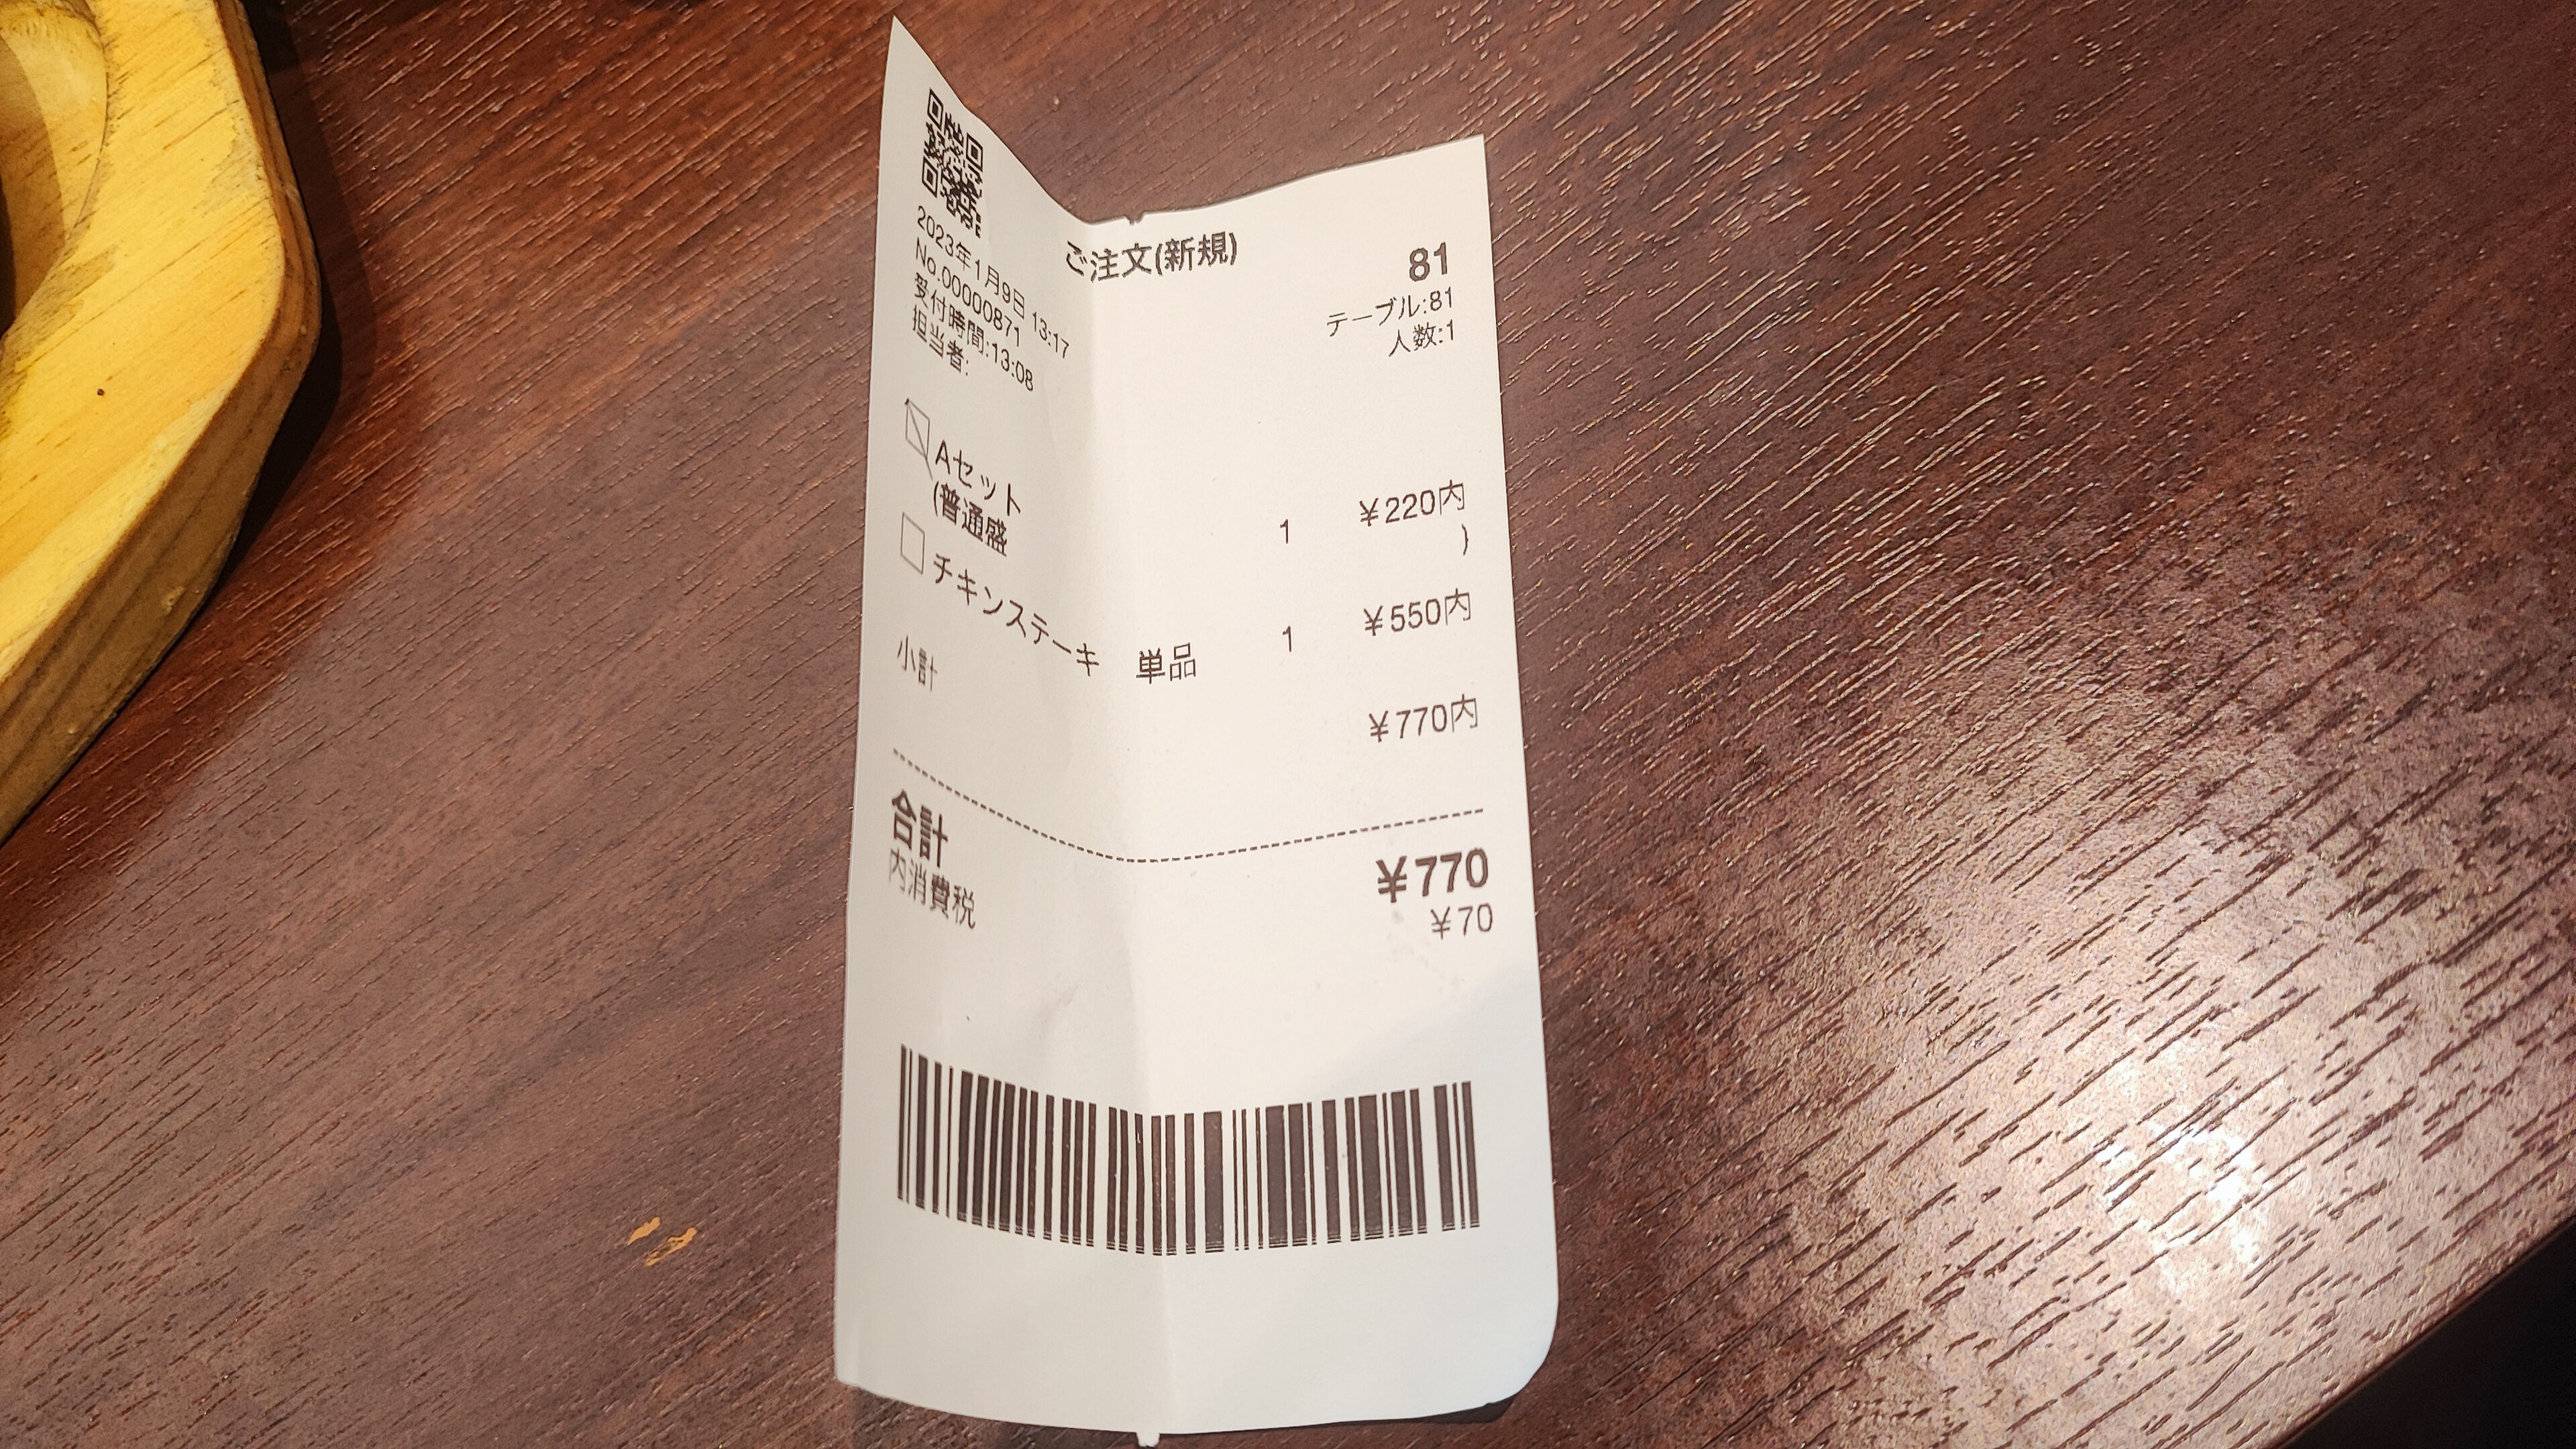 ご注文(新規)
81
2023年1月9日 13:17
No.00000871
受付時間:13:08
担当者:
テーブル:81
人数:1
Aセット 1 ¥220内
(普通盛 )
チキンステーキ 単品 1 ¥550内
小計 ¥770内
合計 ¥770
内消費税 ¥70